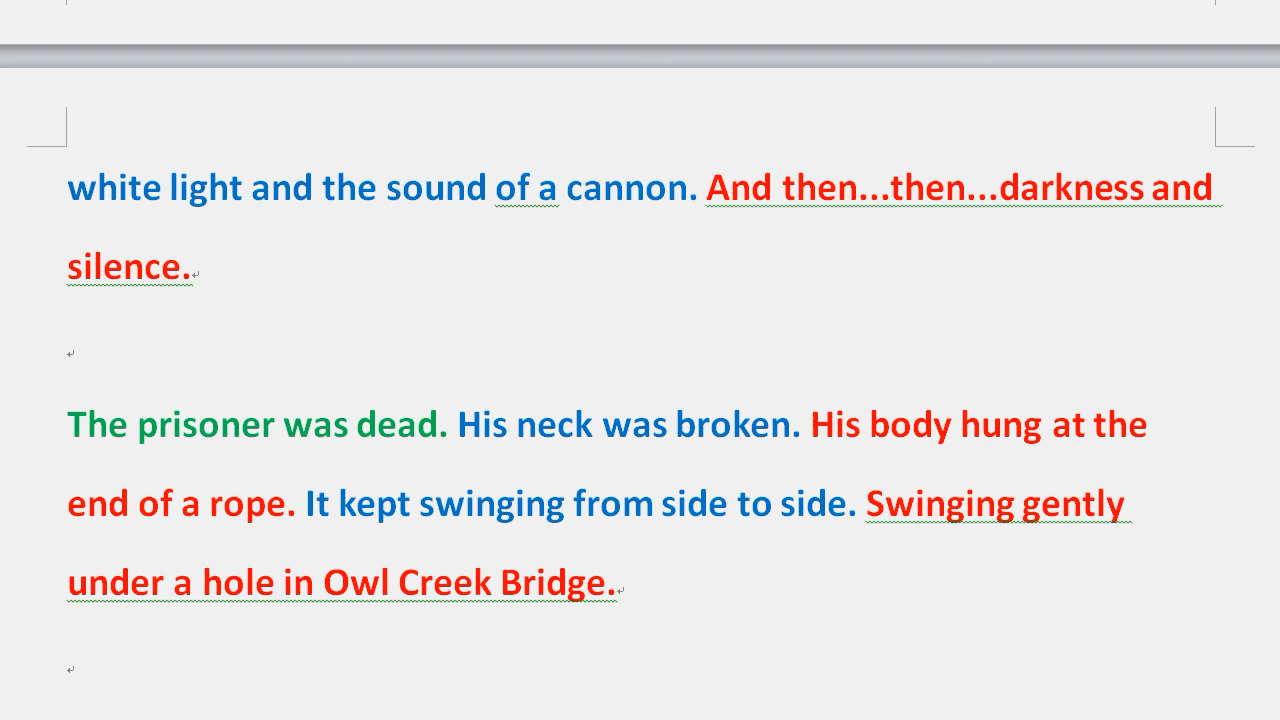 white light and the sound of a cannon. And then...then...darkness and
silence.
The prisoner was dead. His neck was broken. His body hung at the
end of a rope. It kept swinging from side to side. Swinging gently
under a hole in Owl Creek Bridge.